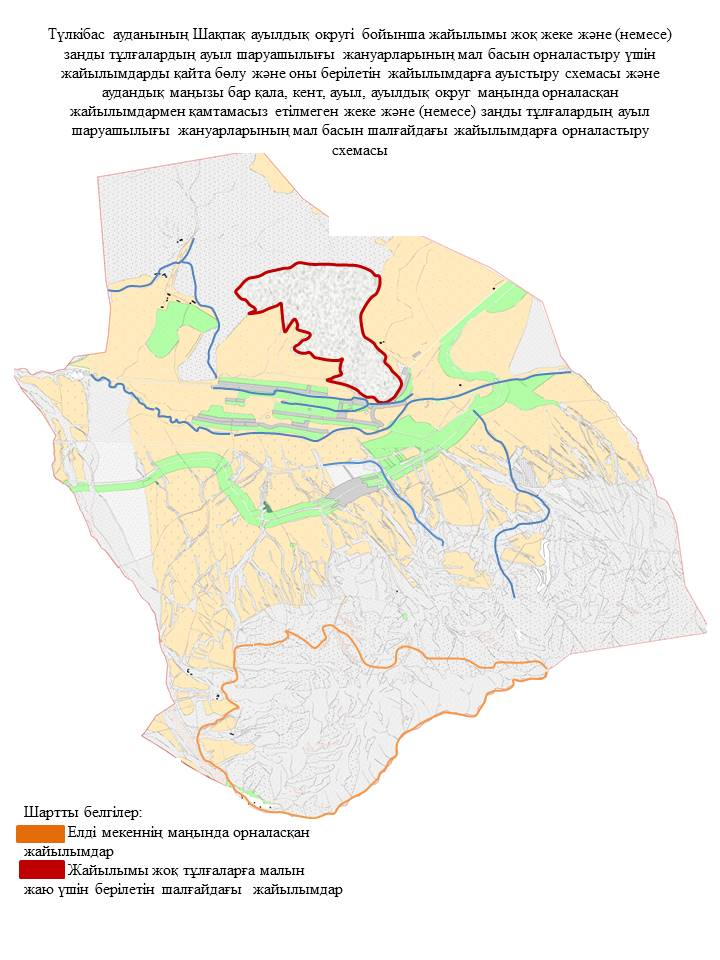 Түлкібас ауданының Шақпақ ауылдық округі бойынша жайылымы жоқ жеке және (немесе)
заңды тұлғалардың ауыл шаруашылығы жануарларының мал басын орналастыру үшін
жайылымдарды қайта бөлу және оны берілетін жайылымдарға ауыстыру схемасы және
аудандық маңызы бар қала, кент, ауыл, ауылдық округ маңында орналасқан
жайылымдармен қамтамасыз етілмеген жеке және (немесе) заңды тұлғалардың ауыл
шаруашылығы жануарларының мал басын шалғайдағы жайылымдарға орналастыру
схемасы
Шартты белгілер:
Елді мекеннің маңында орналасқан
жайылымдар
Жайылымы жоқ тұлғаларға малын
жаю үшін берілетін шалғайдағы жайылымдар